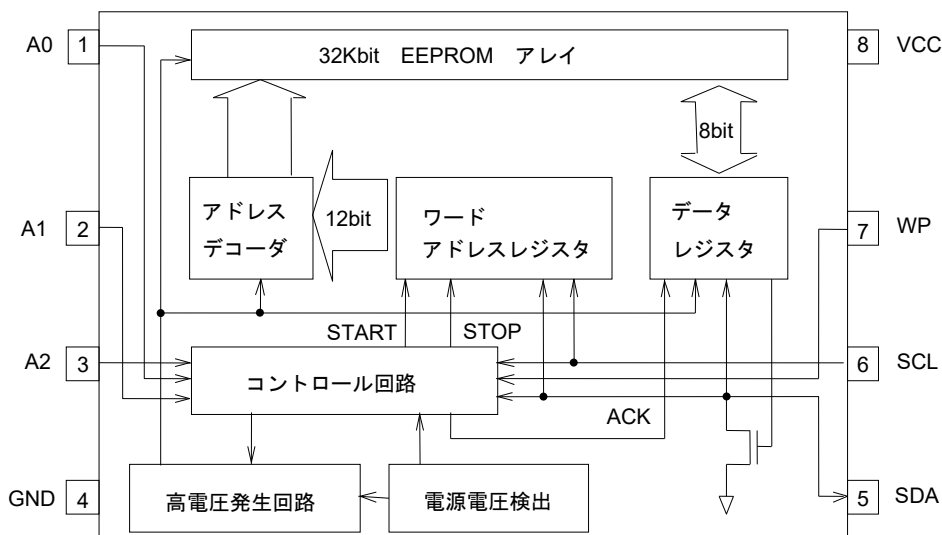 A0 1
32Kbit EEPROM アレイ
8 VCC
8bit
A1 2
アドレス
デコーダ
12bit
ワード
アドレスレジスタ
データ
レジスタ
7 WP
START
STOP
A2 3
コントロール回路
6 SCL
ACK
GND 4
高電圧発生回路
電源電圧検出
5 SDA